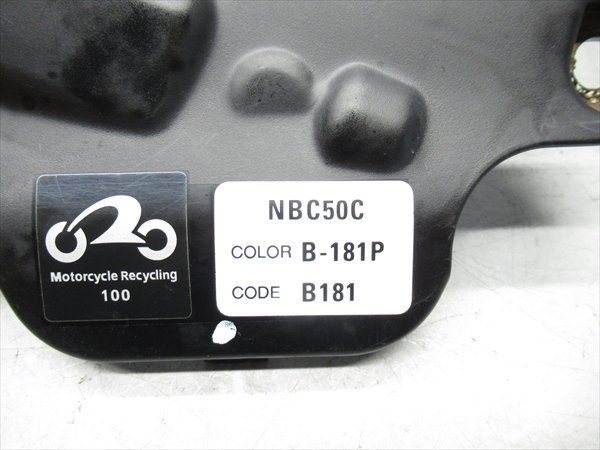 Motorcycle Recycling
100
NBC50C
COLOR B-181P
CODE B181